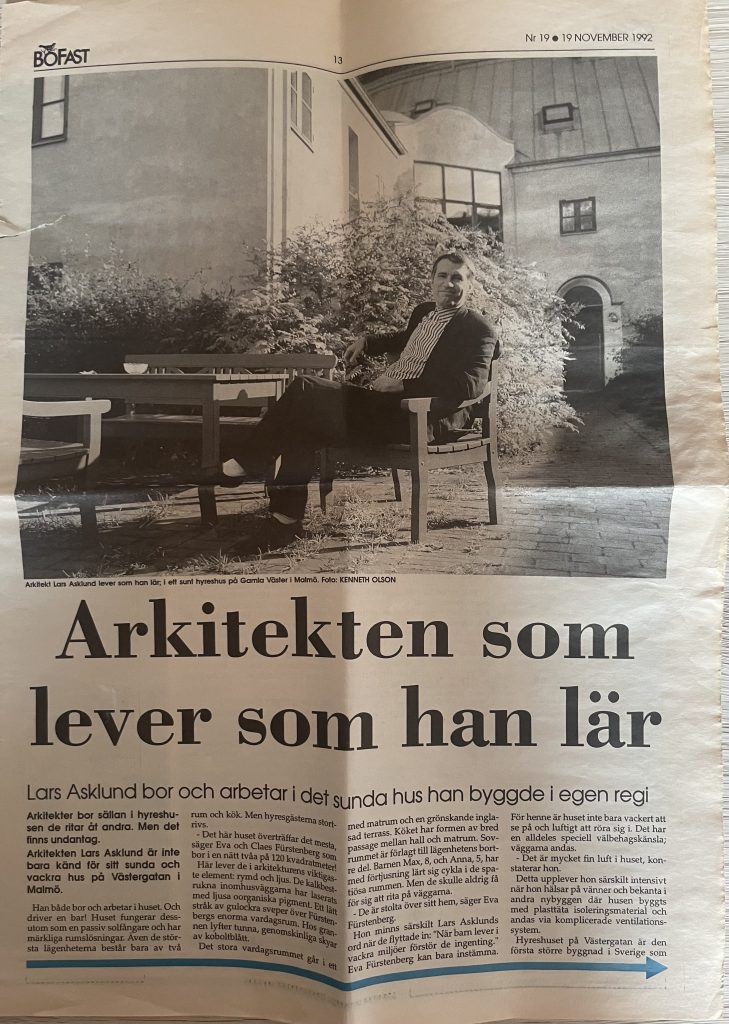 BOFAST
13
Nr 19 ● 19 NOVEMBER 1992
Arkitekt Lars Asklund lever som han lär; i ett sunt hyreshus på Gamla Väster i Malmö. Foto: KENNETH OLSON
Arkitekten som
lever som han lär
Lars Asklund bor och arbetar i det sunda hus han byggde i egen regi
Arkitekter bor sällan i hyreshu-
sen de ritar åt andra. Men det
finns undantag.
Arkitekten Lars Asklund är inte
bara känd för sitt sunda och
vackra hus på Västergatan i
Malmö.
Han både bor och arbetar i huset. Och
driver en bar! Huset fungerar dess-
utom som en passiv solfångare och har
märkliga rumslösningar. Även de stör-
sta lägenheterna består bara av två
rum och kök. Men hyresgästerna stort-
rivs.
- Det här huset överträffar det mesta,
säger Eva och Claes Fürstenberg som
bor i en nätt tvåa på 120 kvadratmeter!
Här lever de i arkitekturens viktigas-
te element: rymd och ljus. De kalkbest-
rukna inomhusväggarna har laserats
med ljusa oorganiska pigment. Ett lätt
stråk av gulockra sveper över Fürsten-
bergs enorma vardagsrum. Hos gran-
nen lyfter tunna, genomskinliga skyar
av koboltblått.
Det stora vardagsrummet går i ett
med matrum och en grönskande ingla-
sad terrass. Köket har formen av bred
passage mellan hall och matrum. Sov-
rummet är förlagt till lägenhetens bort-
re del. Barnen Max, 8, och Anna, 5, har
med förtjusning lärt sig cykla i de spa-
tiösa rummen. Men de skulle aldrig få
för sig att rita på väggarna.
- De är stolta över sitt hem, säger Eva
Fürstenberg.
Hon minns särskilt Lars Asklunds
ord när de flyttade in: "När barn lever i
vackra miljöer förstör de ingenting."
Eva Fürstenberg kan bara instämma.
För henne är huset inte bara vackert att
se på och luftigt att röra sig i. Det har
en alldeles speciell välbehagskänsla;
väggarna andas.
- Det är mycket fin luft i huset, kon-
staterar hon.
Detta upplever hon särskilt intensivt
när hon hälsar på vänner och bekanta i
andra nybyggen där husen byggts
med plasttäta isoleringsmaterial och
andas via komplicerade ventilations-
system.
Hyreshuset på Västergatan är den
första större byggnad i Sverige som